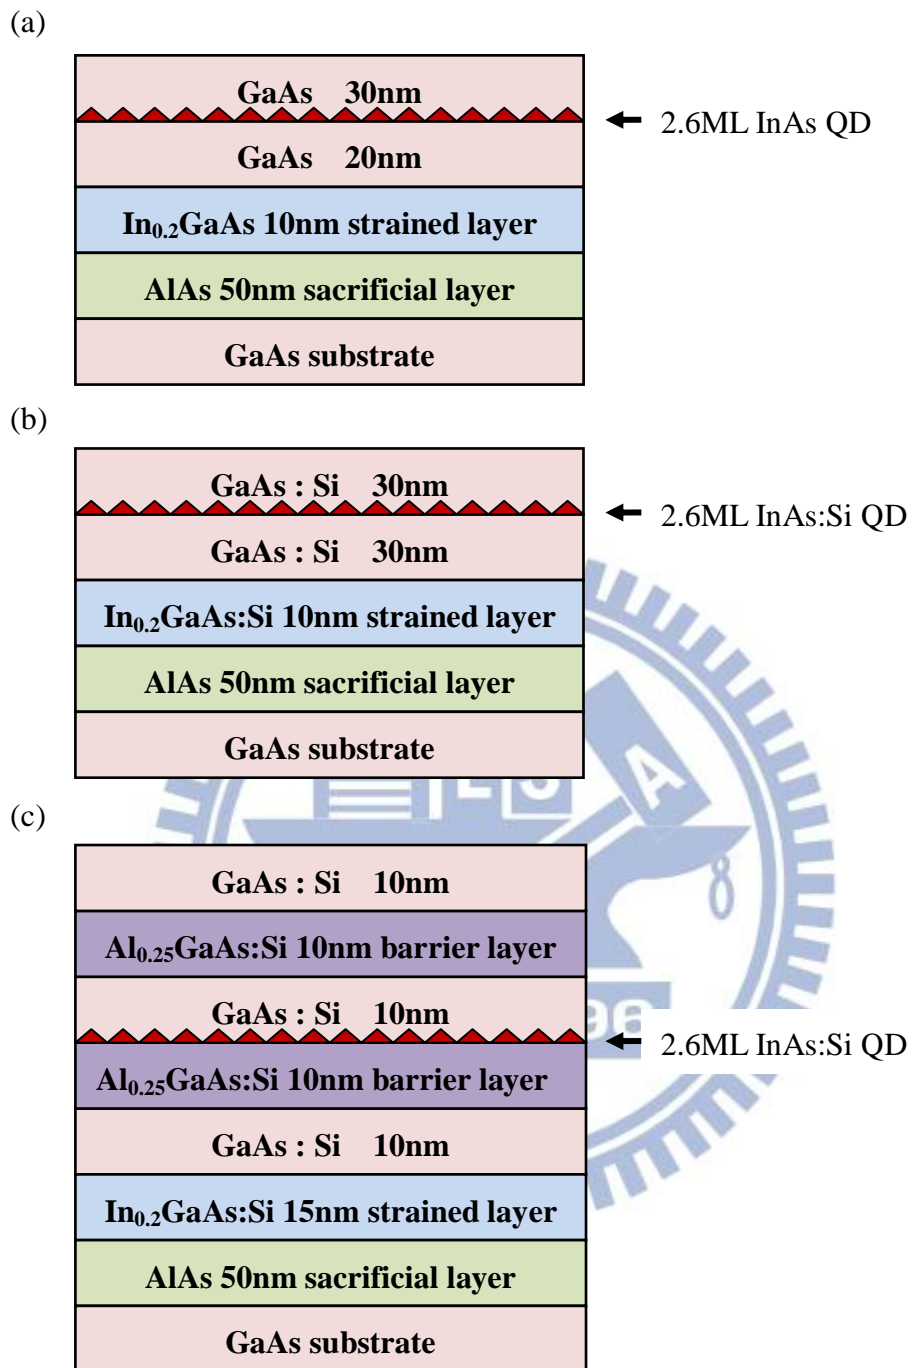 (a)
GaAs 30nm
2.6ML InAs QD
GaAs 20nm
In0.2GaAs 10nm strained layer
AlAs 50nm sacrificial layer
GaAs substrate
(b)
GaAs : Si 30nm
2.6ML InAs:Si QD
GaAs : Si 30nm
In0.2GaAs:Si 10nm strained layer
AlAs 50nm sacrificial layer
GaAs substrate
(c)
GaAs : Si 10nm
Al0.25GaAs:Si 10nm barrier layer
GaAs : Si 10nm
2.6ML InAs:Si QD
Al0.25GaAs:Si 10nm barrier layer
GaAs : Si 10nm
In0.2GaAs:Si 15nm strained layer
AlAs 50nm sacrificial layer
GaAs substrate